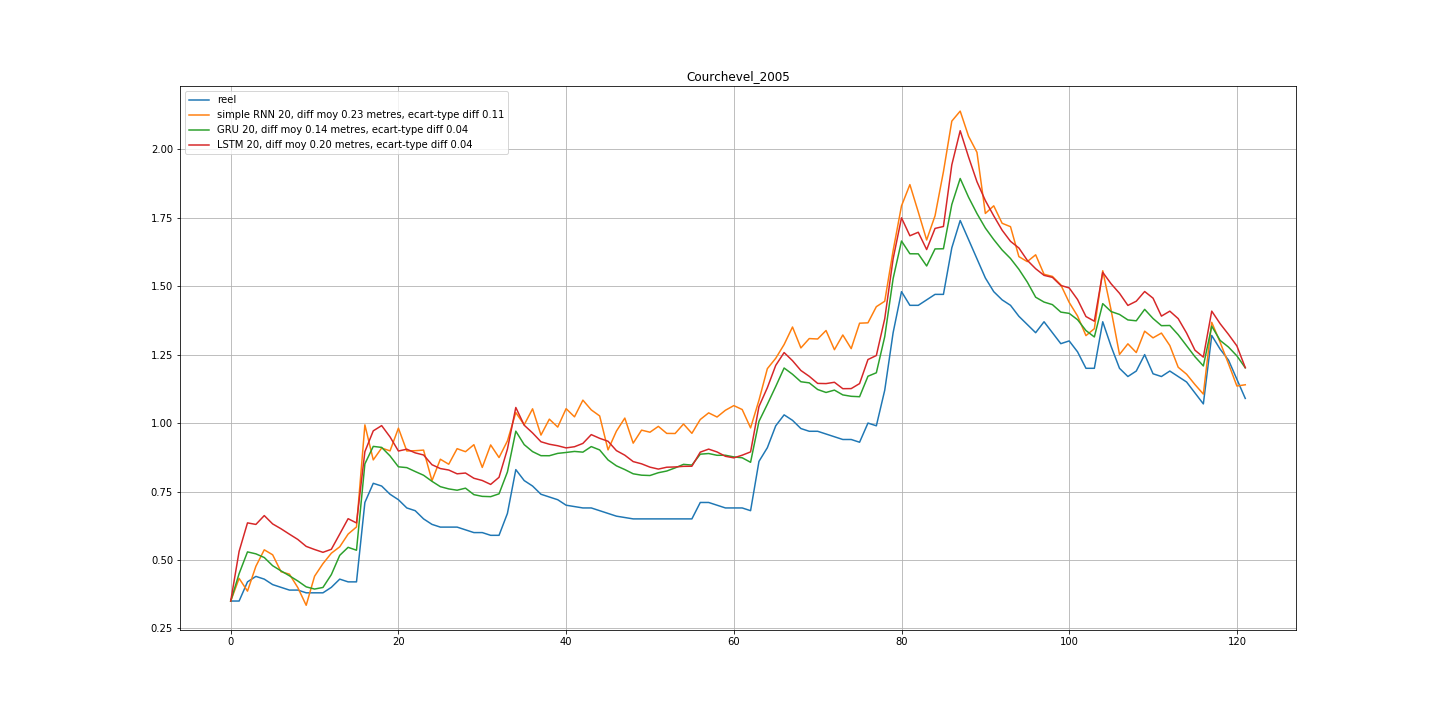 Courchevel_2005
reel
simple RNN 20, diff moy 0.23 metres, ecart-type diff 0.11
GRU 20, diff moy 0.14 metres, ecart-type diff 0.04
LSTM 20, diff moy 0.20 metres, ecart-type diff 0.04
2.00
1.75
1.50
1.25
1.00
0.75
0.50
0.25
0 20 40 60 80 100 120